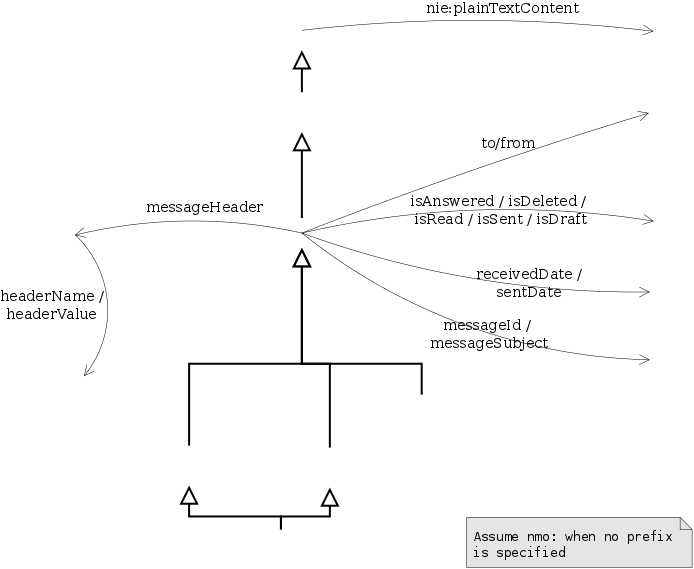 nie:plainTextContent
to/from
isAnswered / isDeleted /
isRead / isSent / isDraft
messageHeader
receivedDate /
sentDate
headerName /
headerValue
messageId /
messageSubject
Assume nmo: when no prefix
is specified